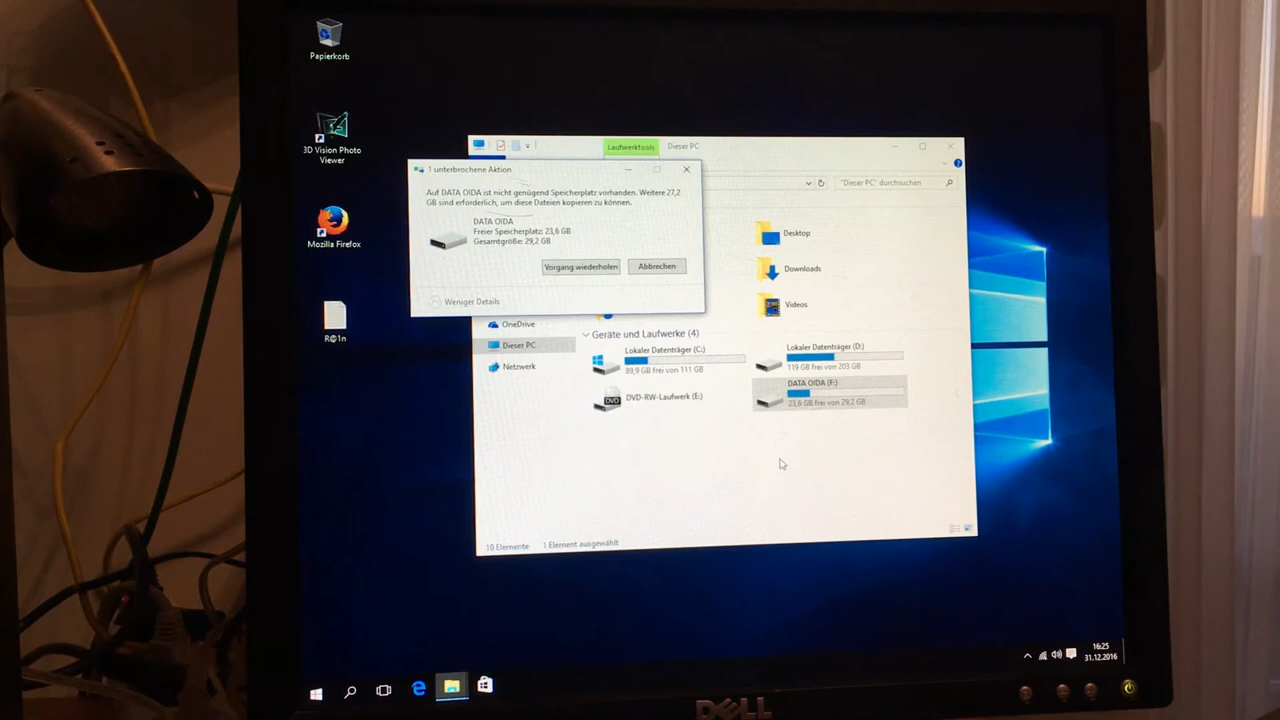 Papierkorb
3D Vision Photo
Viewer
Mozilla Firefox
R@1n
Laufwerktools
Dieser PC
"Dieser PC" durchsuchen
1 unterbrochene Aktion
Auf DATA OIDA ist nicht genügend Speicherplatz vorhanden. Weitere 27,2
GB sind erforderlich, um diese Dateien kopieren zu können.
DATA OIDA
Freier Speicherplatz: 23,6 GB
Gesamtgröße: 29,2 GB
Vorgang wiederholen
Abbrechen
Weniger Details
Desktop
Downloads
Videos
OneDrive
Dieser PC
Netzwerk
Geräte und Laufwerke (4)
Lokaler Datenträger (C:)
89,9 GB frei von 111 GB
Lokaler Datenträger (D:)
119 GB frei von 203 GB
DVD
DVD-RW-Laufwerk (E:)
DATA OIDA (F:)
23,6 GB frei von 29,2 GB
10 Elemente
1 Element ausgewählt
16:25
31.12.2016
DELL